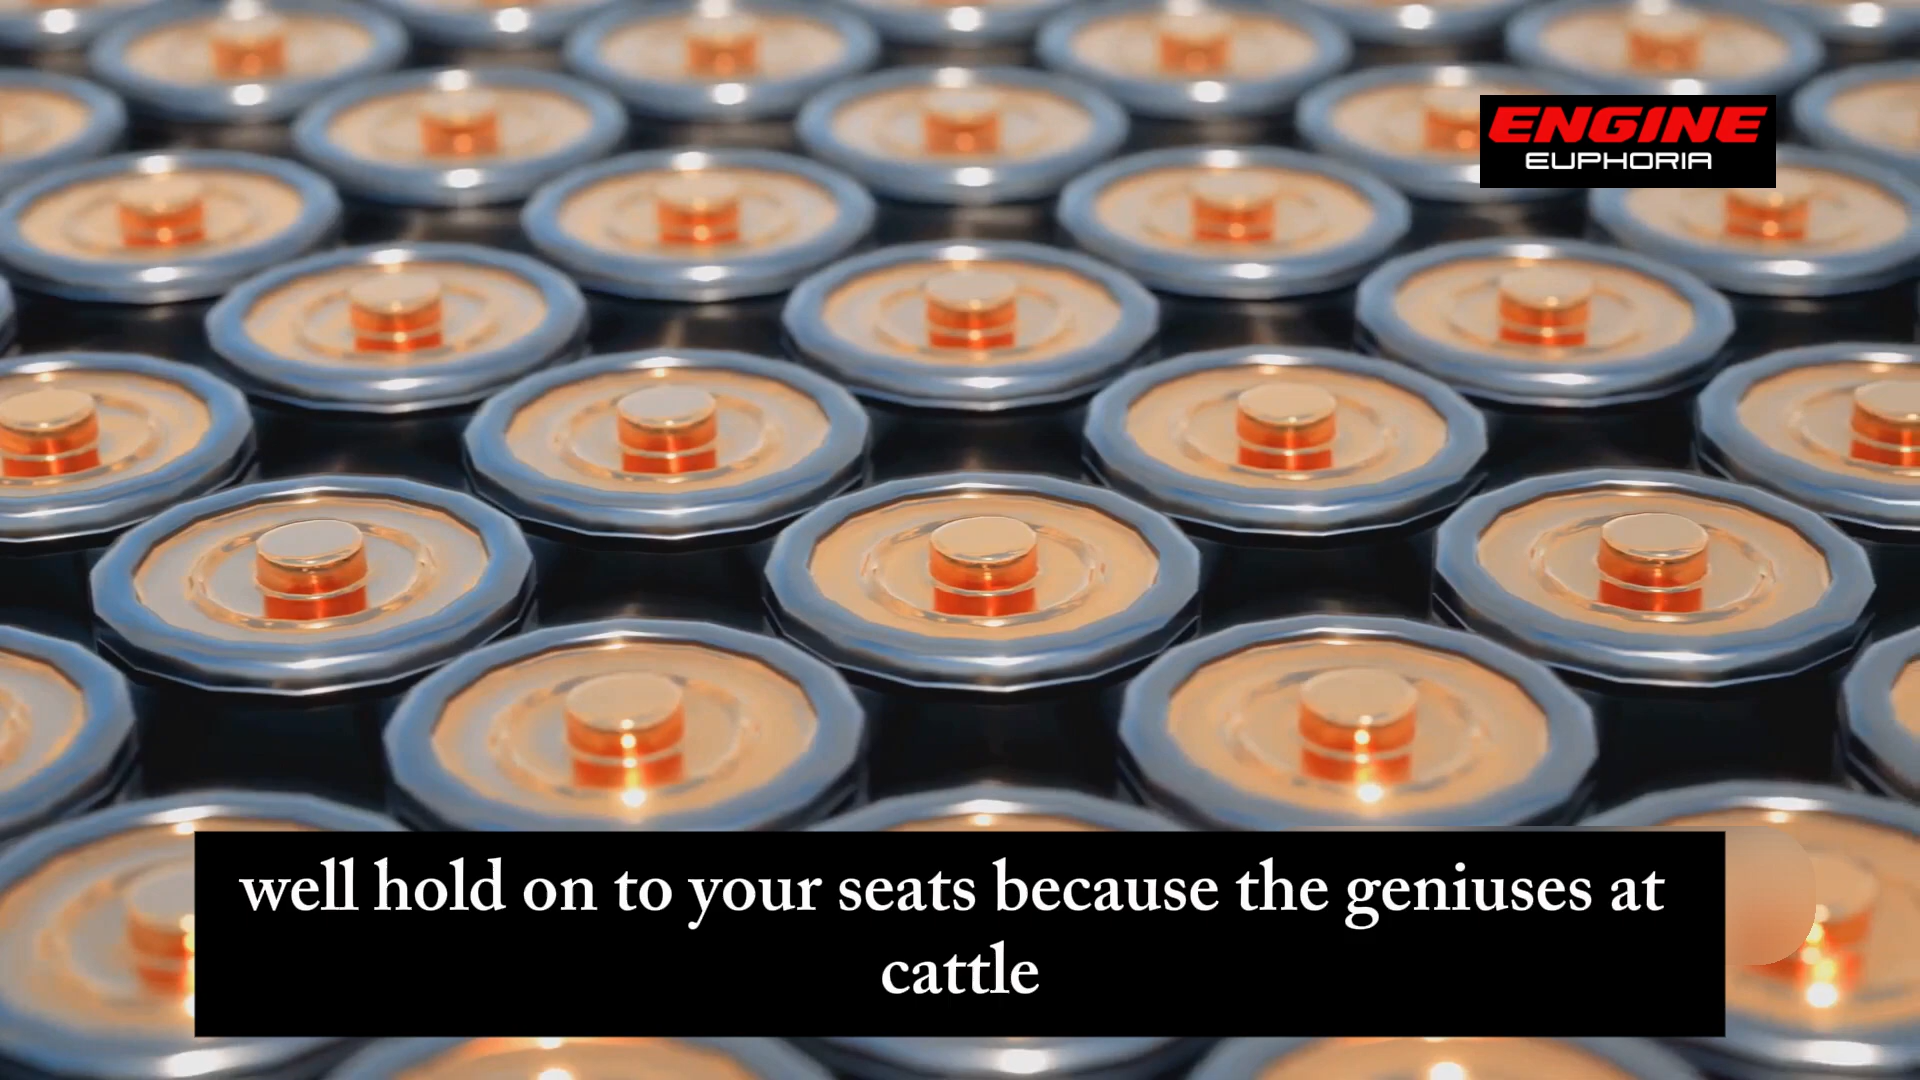 ENGINE
EUPHORIA
well hold on to your seats because the geniuses at
cattle